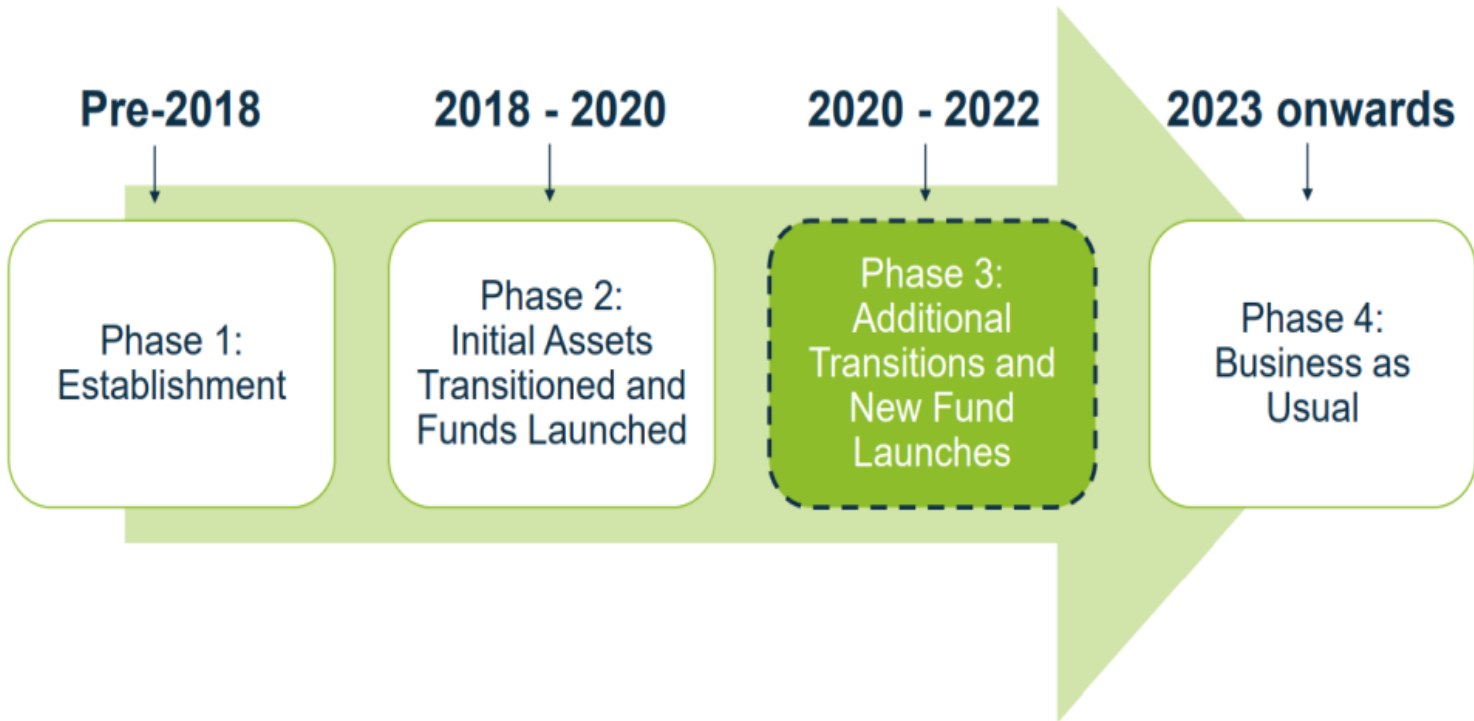 Pre-2018
2018 - 2020
2020 - 2022
2023 onwards
Phase 1:
Establishment
Phase 2:
Initial Assets
Transitioned and
Funds Launched
Phase 3:
Additional
Transitions and
New Fund
Launches
Phase 4:
Business as
Usual